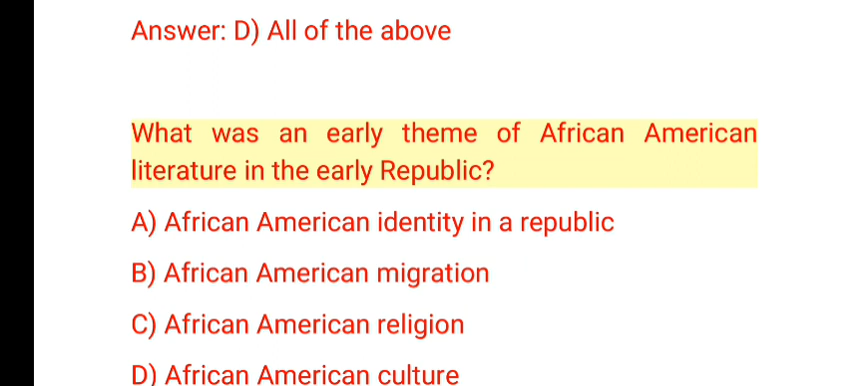 Answer: D) All of the above
What was an early theme of African American
literature in the early Republic?
A) African American identity in a republic
B) African American migration
C) African American religion
D) African American culture